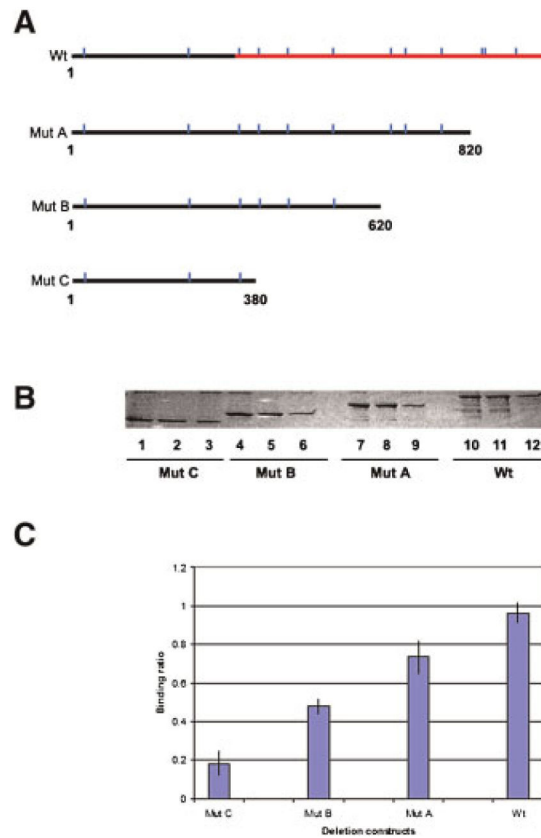 A
Wt
1
Mut A
1 820
Mut B
1 620
Mut C
1 380
B
1 2 3 4 5 6 7 8 9 10 11 12
Mut C Mut B Mut A Wt
C
1.2
1
0.8
0.6
0.4
0.2
0
Binding ratio
Mut C Mut B Mut A Wt
Deletion constructs